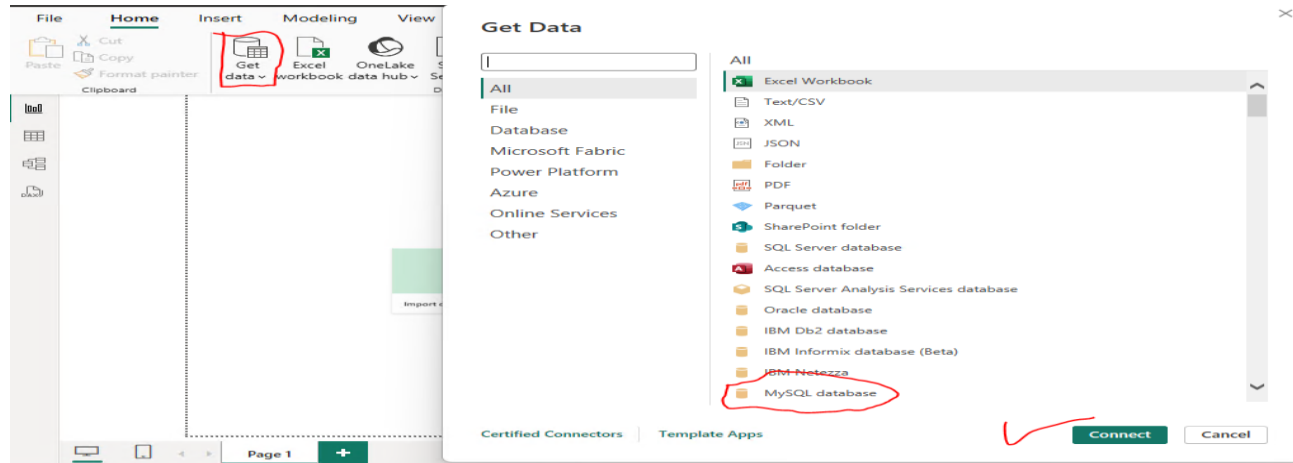 File Home Insert Modeling View
Cut
Copy
Paste
Format painter
Clipboard
Get data
Excel workbook
OneLake data hub
Import
Page 1
Get Data
All
File
Database
Microsoft Fabric
Power Platform
Azure
Online Services
Other
All
Excel Workbook
Text/CSV
XML
JSON
Folder
PDF
Parquet
SharePoint folder
SQL Server database
Access database
SQL Server Analysis Services database
Oracle database
IBM Db2 database
IBM Informix database (Beta)
IBM Netezza
MySQL database
Certified Connectors Template Apps
Connect Cancel